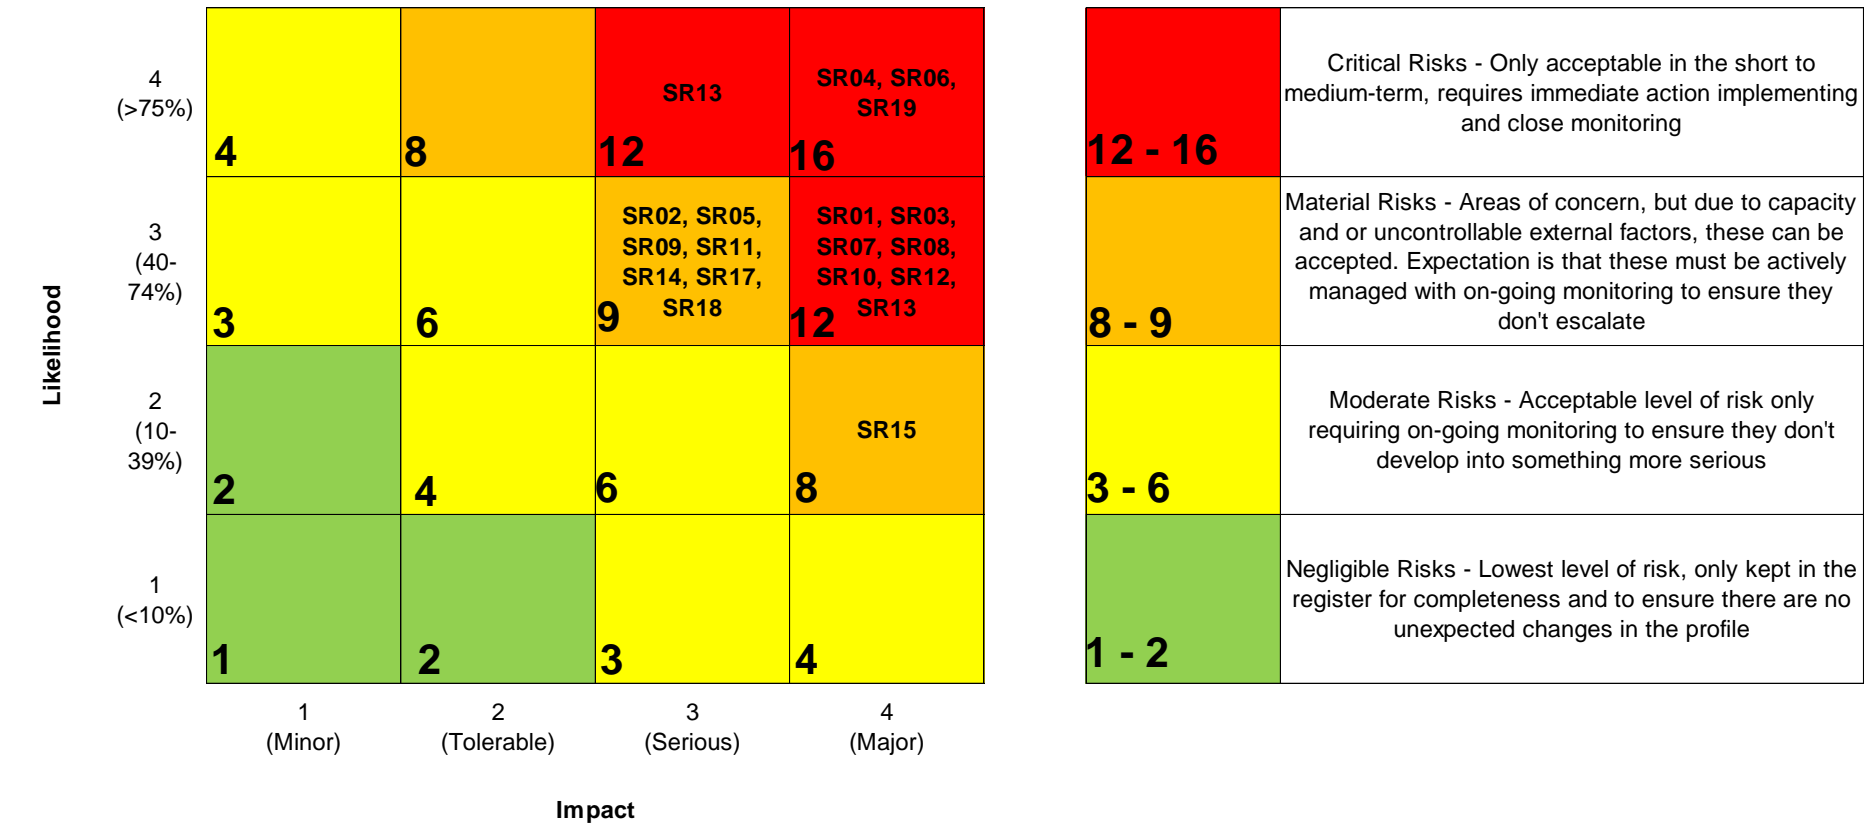 4
(>75%)
SR13
SR04, SR06,
SR19
4
8
12
16
3
(40-
74%)
SR02, SR05,
SR09, SR11,
SR14, SR17,
SR18
SR01, SR03,
SR07, SR08,
SR10, SR12,
SR13
3
6
9
12
2
(10-
39%)
SR15
2
4
6
8
1
(<10%)
1
2
3
4
1
(Minor)
2
(Tolerable)
3
(Serious)
4
(Major)
Likelihood
Impact
12 - 16
Critical Risks - Only acceptable in the short to
medium-term, requires immediate action implementing
and close monitoring
8 - 9
Material Risks - Areas of concern, but due to capacity
and or uncontrollable external factors, these can be
accepted. Expectation is that these must be actively
managed with on-going monitoring to ensure they
don't escalate
3 - 6
Moderate Risks - Acceptable level of risk only
requiring on-going monitoring to ensure they don't
develop into something more serious
1 - 2
Negligible Risks - Lowest level of risk, only kept in the
register for completeness and to ensure there are no
unexpected changes in the profile